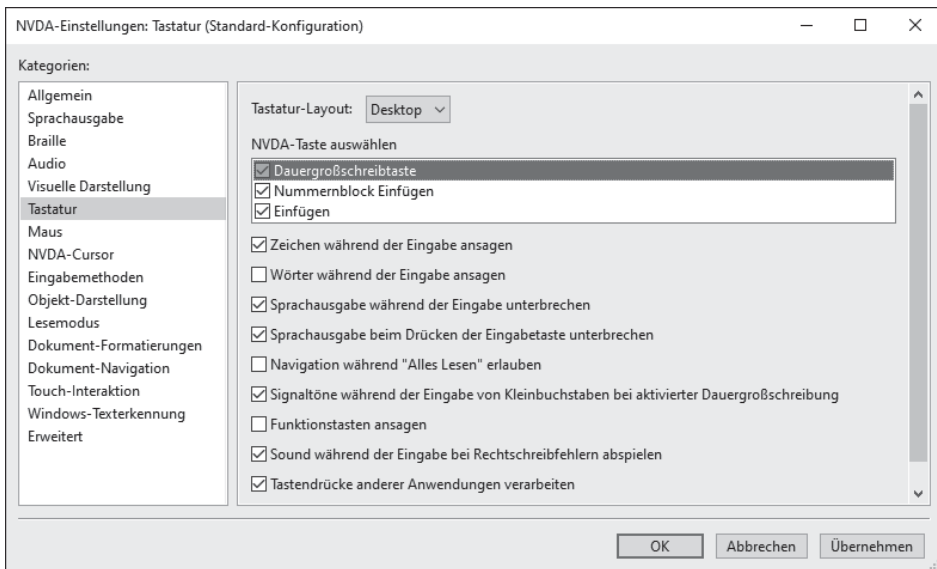 NVDA-Einstellungen: Tastatur (Standard-Konfiguration)
Kategorien:
Allgemein
Sprachausgabe
Braille
Audio
Visuelle Darstellung
Tastatur
Maus
NVDA-Cursor
Eingabemethoden
Objekt-Darstellung
Lesemodus
Dokument-Formatierungen
Dokument-Navigation
Touch-Interaktion
Windows-Texterkennung
Erweitert
Tastatur-Layout: Desktop
NVDA-Taste auswählen
Dauergroßschreibtaste
Nummernblock Einfügen
Einfügen
Zeichen während der Eingabe ansagen
Wörter während der Eingabe ansagen
Sprachausgabe während der Eingabe unterbrechen
Sprachausgabe beim Drücken der Eingabetaste unterbrechen
Navigation während "Alles Lesen" erlauben
Signaltöne während der Eingabe von Kleinbuchstaben bei aktivierter Dauergroßschreibung
Funktionstasten ansagen
Sound während der Eingabe bei Rechtschreibfehlern abspielen
Tastendrücke anderer Anwendungen verarbeiten
OK Abbrechen Übernehmen